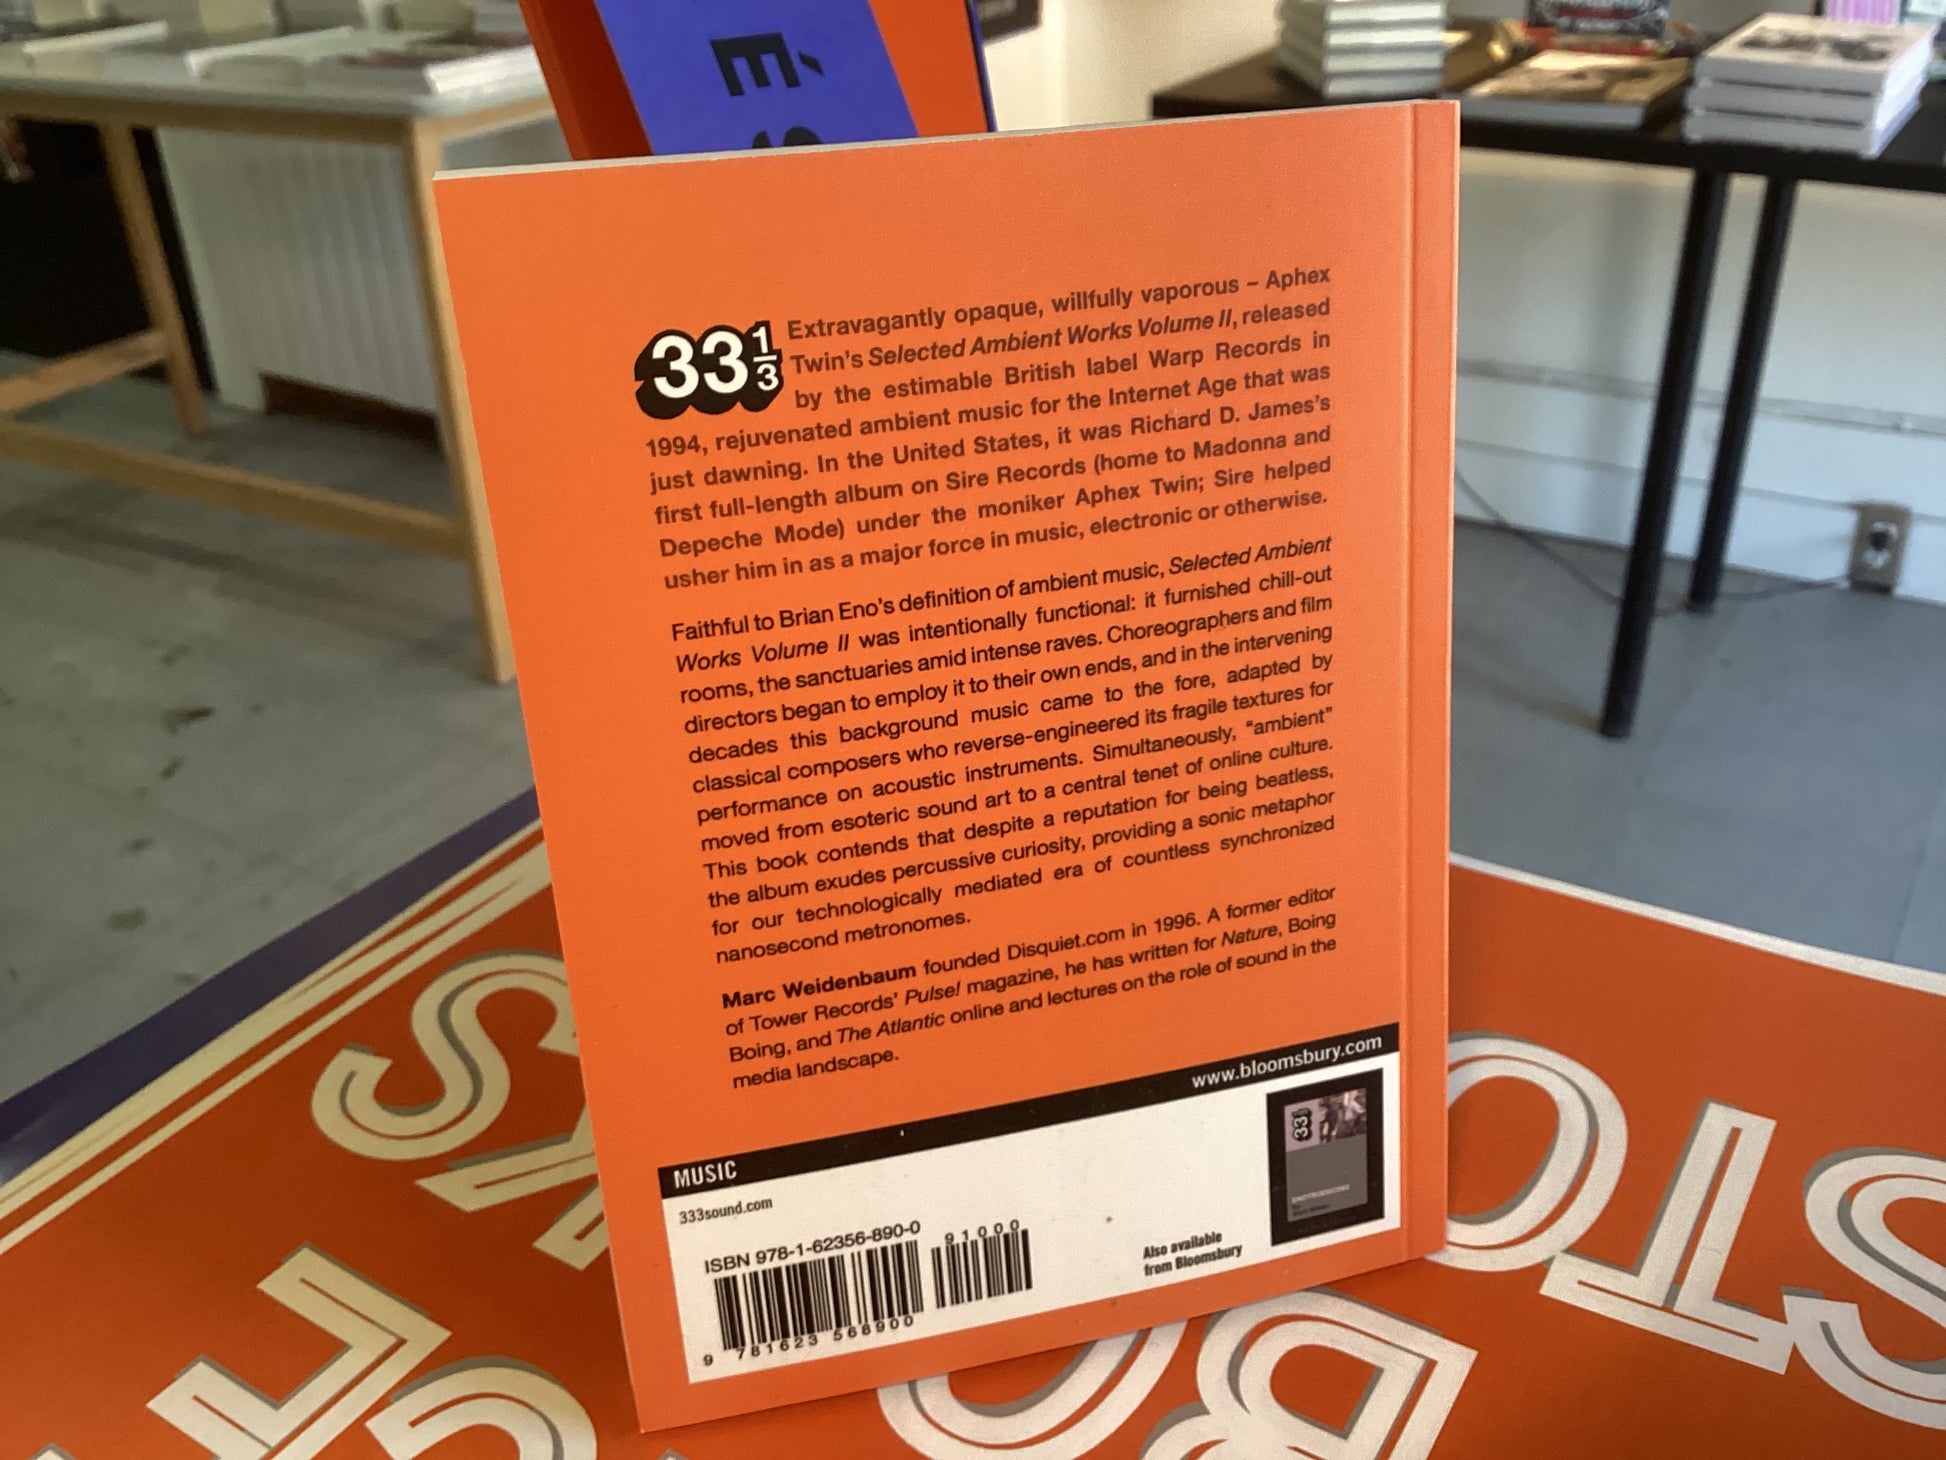 È
33 1/3
Extravagantly opaque, willfully vaporous – Aphex
Twin’s Selected Ambient Works Volume II, released
by the estimable British label Warp Records in
1994, rejuvenated ambient music for the Internet Age that was
just dawning. In the United States, it was Richard D. James’s
first full-length album on Sire Records (home to Madonna and
Depeche Mode) under the moniker Aphex Twin; Sire helped
usher him in as a major force in music, electronic or otherwise.
Faithful to Brian Eno’s definition of ambient music, Selected Ambient
Works Volume II was intentionally functional: it furnished chill-out
rooms, the sanctuaries amid intense raves. Choreographers and film
directors began to employ it to their own ends, and in the intervening
decades this background music came to the fore, adapted by
classical composers who reverse-engineered its fragile textures for
performance on acoustic instruments. Simultaneously, “ambient”
moved from esoteric sound art to a central tenet of online culture.
This book contends that despite a reputation for being beatless,
the album exudes percussive curiosity, providing a sonic metaphor
for our technologically mediated era of countless synchronized
nanosecond metronomes.
Marc Weidenbaum founded Disquiet.com in 1996. A former editor
of Tower Records’ Pulse! magazine, he has written for Nature, Boing
Boing, and The Atlantic online and lectures on the role of sound in the
media landscape.
www.bloomsbury.com
MUSIC
333sound.com
ISBN 978-1-62356-890-0
91000
9 781623 568900
Also available
from Bloomsbury
33 1/3
KS
STO